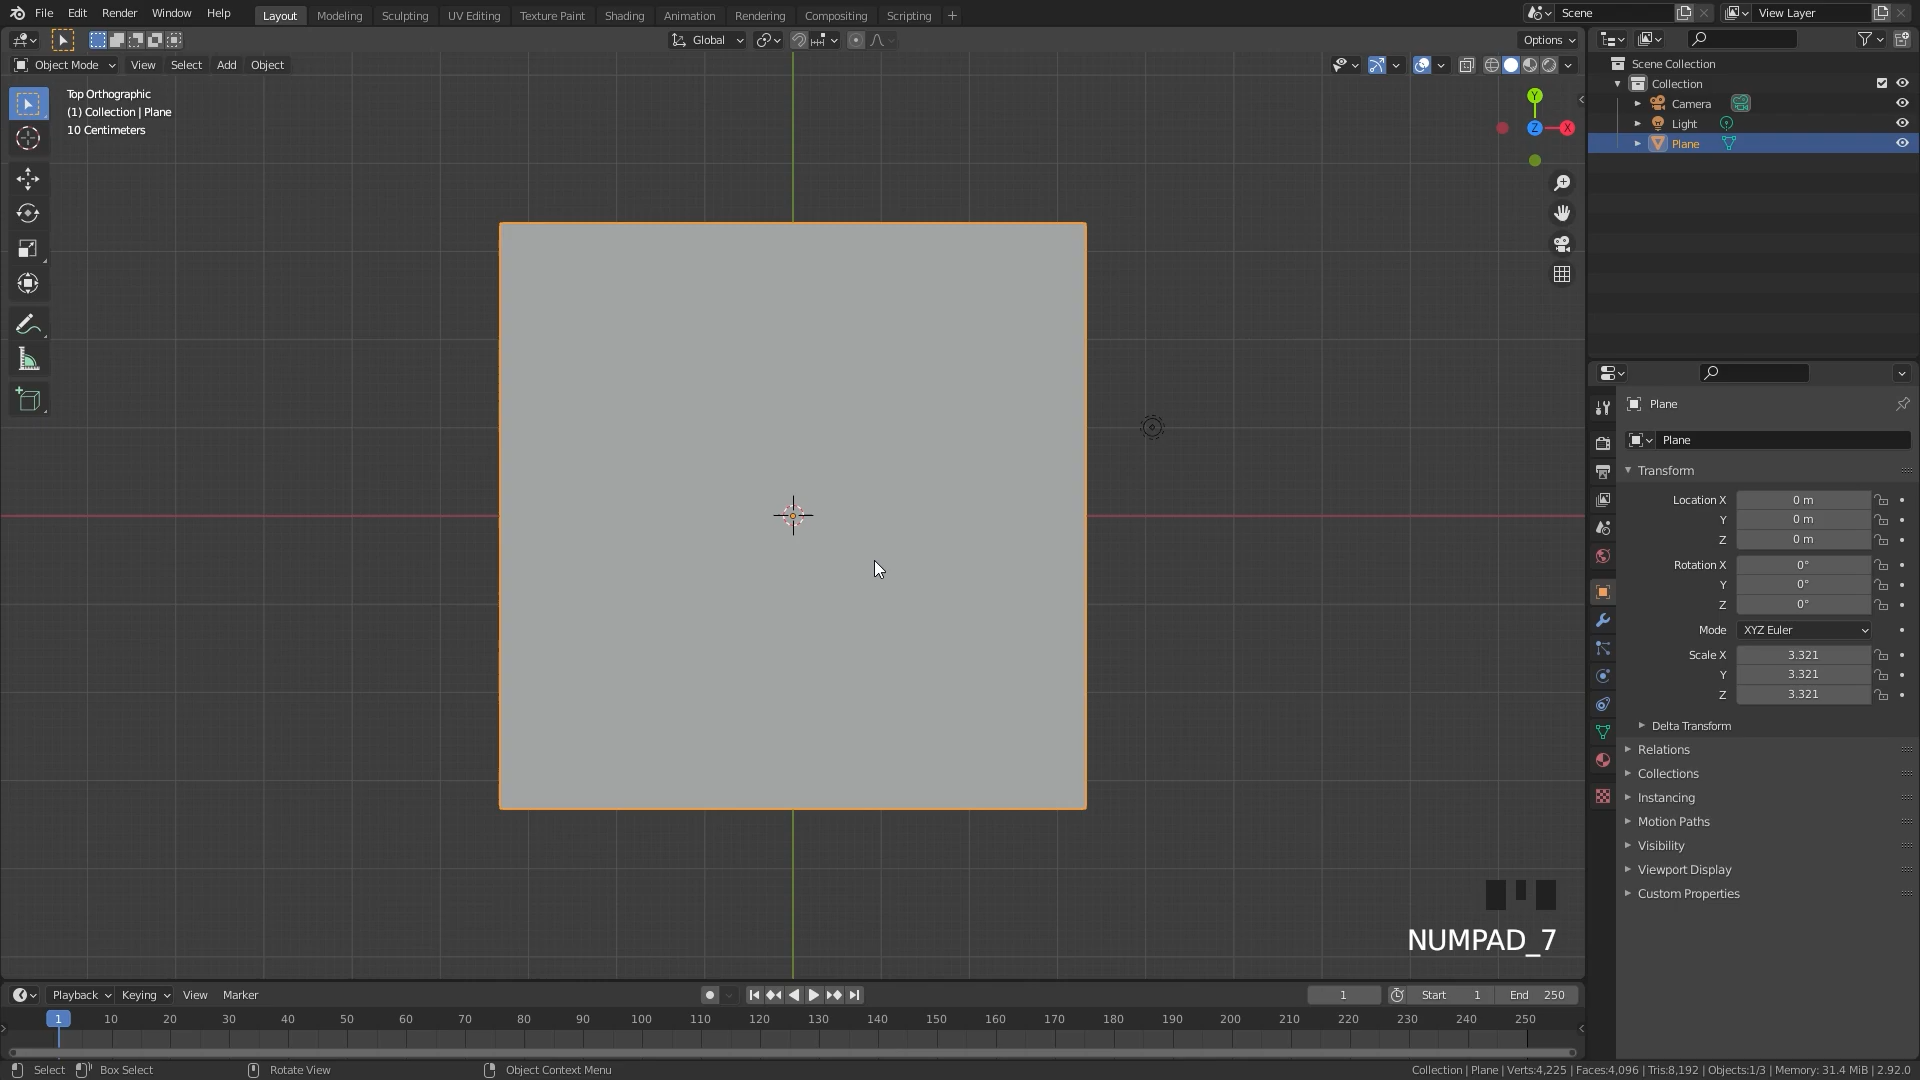 File Edit Render Window Help Layout Modeling Sculpting UV Editing Texture Paint Shading Animation Rendering Compositing Scripting + Scene View Layer
Global Options
Object Mode View Select Add Object
Top Orthographic
(1) Collection | Plane
10 Centimeters
Y
Z X
Scene Collection
Collection
Camera
Light
Plane
Plane
Plane
Transform
Location X 0 m
Y 0 m
Z 0 m
Rotation X 0°
Y 0°
Z 0°
Mode XYZ Euler
Scale X 3.321
Y 3.321
Z 3.321
Delta Transform
Relations
Collections
Instancing
Motion Paths
Visibility
Viewport Display
Custom Properties
NUMPAD_7
Playback Keying View Marker 1 Start 1 End 250
1 10 20 30 40 50 60 70 80 90 100 110 120 130 140 150 160 170 180 190 200 210 220 230 240 250
Select Box Select Rotate View Object Context Menu Collection | Plane | Verts:4,225 | Faces:4,096 | Tris:8,192 | Objects:1/3 | Memory: 31.4 MiB | 2.92.0